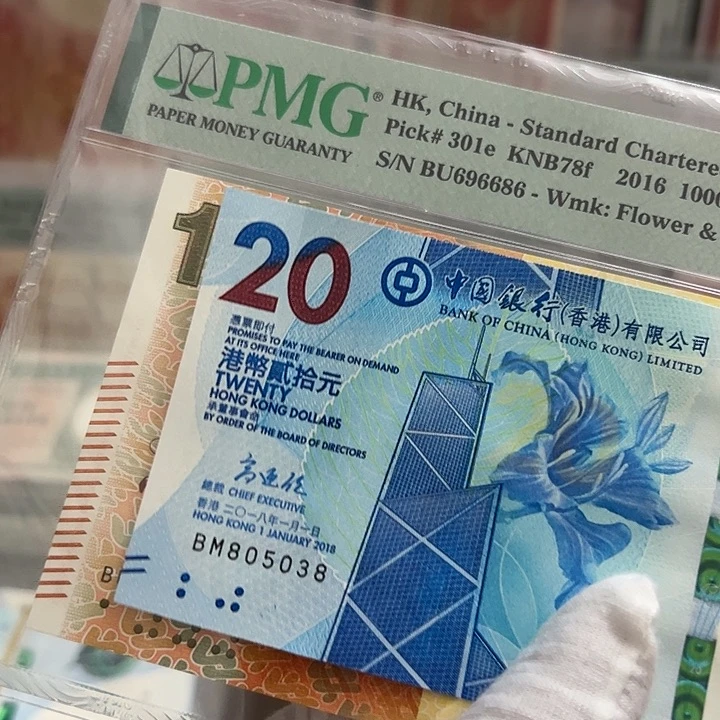 PMG®
PAPER MONEY GUARANTY
HK, China - Standard Chartere
Pick# 301e KNB78f 2016 1000
S/N BU696686 - Wmk: Flower &
1
20
中國銀行(香港)有限公司
BANK OF CHINA (HONG KONG) LIMITED
憑票即付
PROMISES TO PAY THE BEARER ON DEMAND
AT ITS OFFICE HERE
港幣貳拾元
TWENTY
HONG KONG DOLLARS
承董事會命
BY ORDER OF THE BOARD OF DIRECTORS
總裁 CHIEF EXECUTIVE
香港 二〇一八年一月一日
HONG KONG 1 JANUARY 2018
BM805038
B